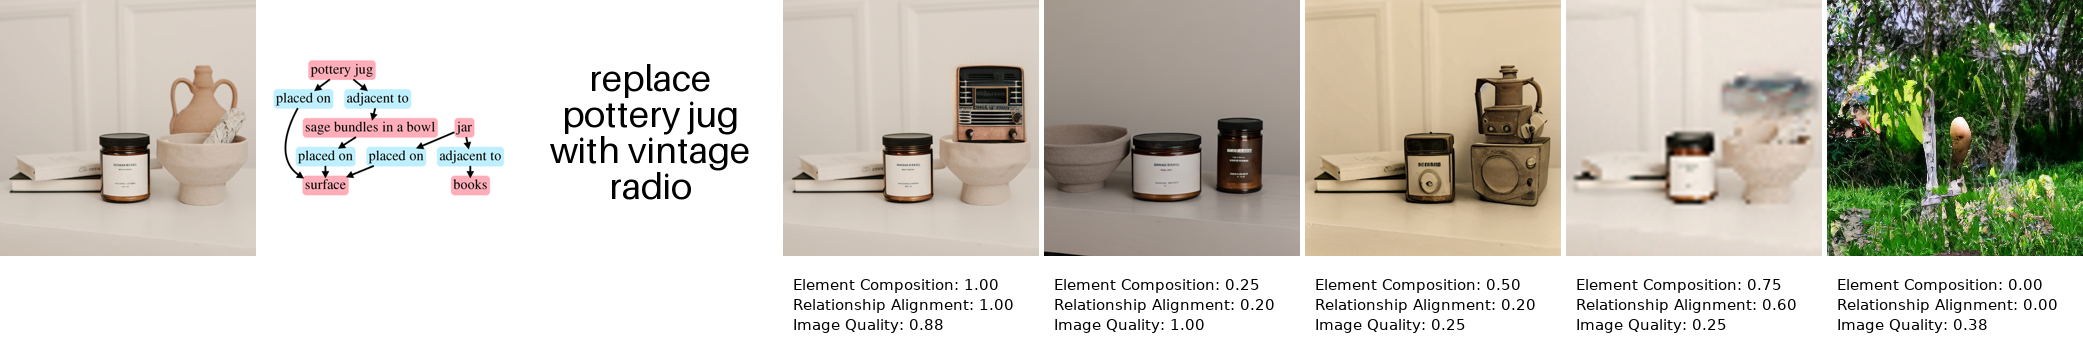 pottery jug
placed on
adjacent to
sage bundles in a bowl
jar
placed on
placed on
adjacent to
surface
books
replace
pottery jug
with vintage
radio
Element Composition: 1.00
Relationship Alignment: 1.00
Image Quality: 0.88
Element Composition: 0.25
Relationship Alignment: 0.20
Image Quality: 1.00
Element Composition: 0.50
Relationship Alignment: 0.20
Image Quality: 0.25
Element Composition: 0.75
Relationship Alignment: 0.60
Image Quality: 0.25
Element Composition: 0.00
Relationship Alignment: 0.00
Image Quality: 0.38